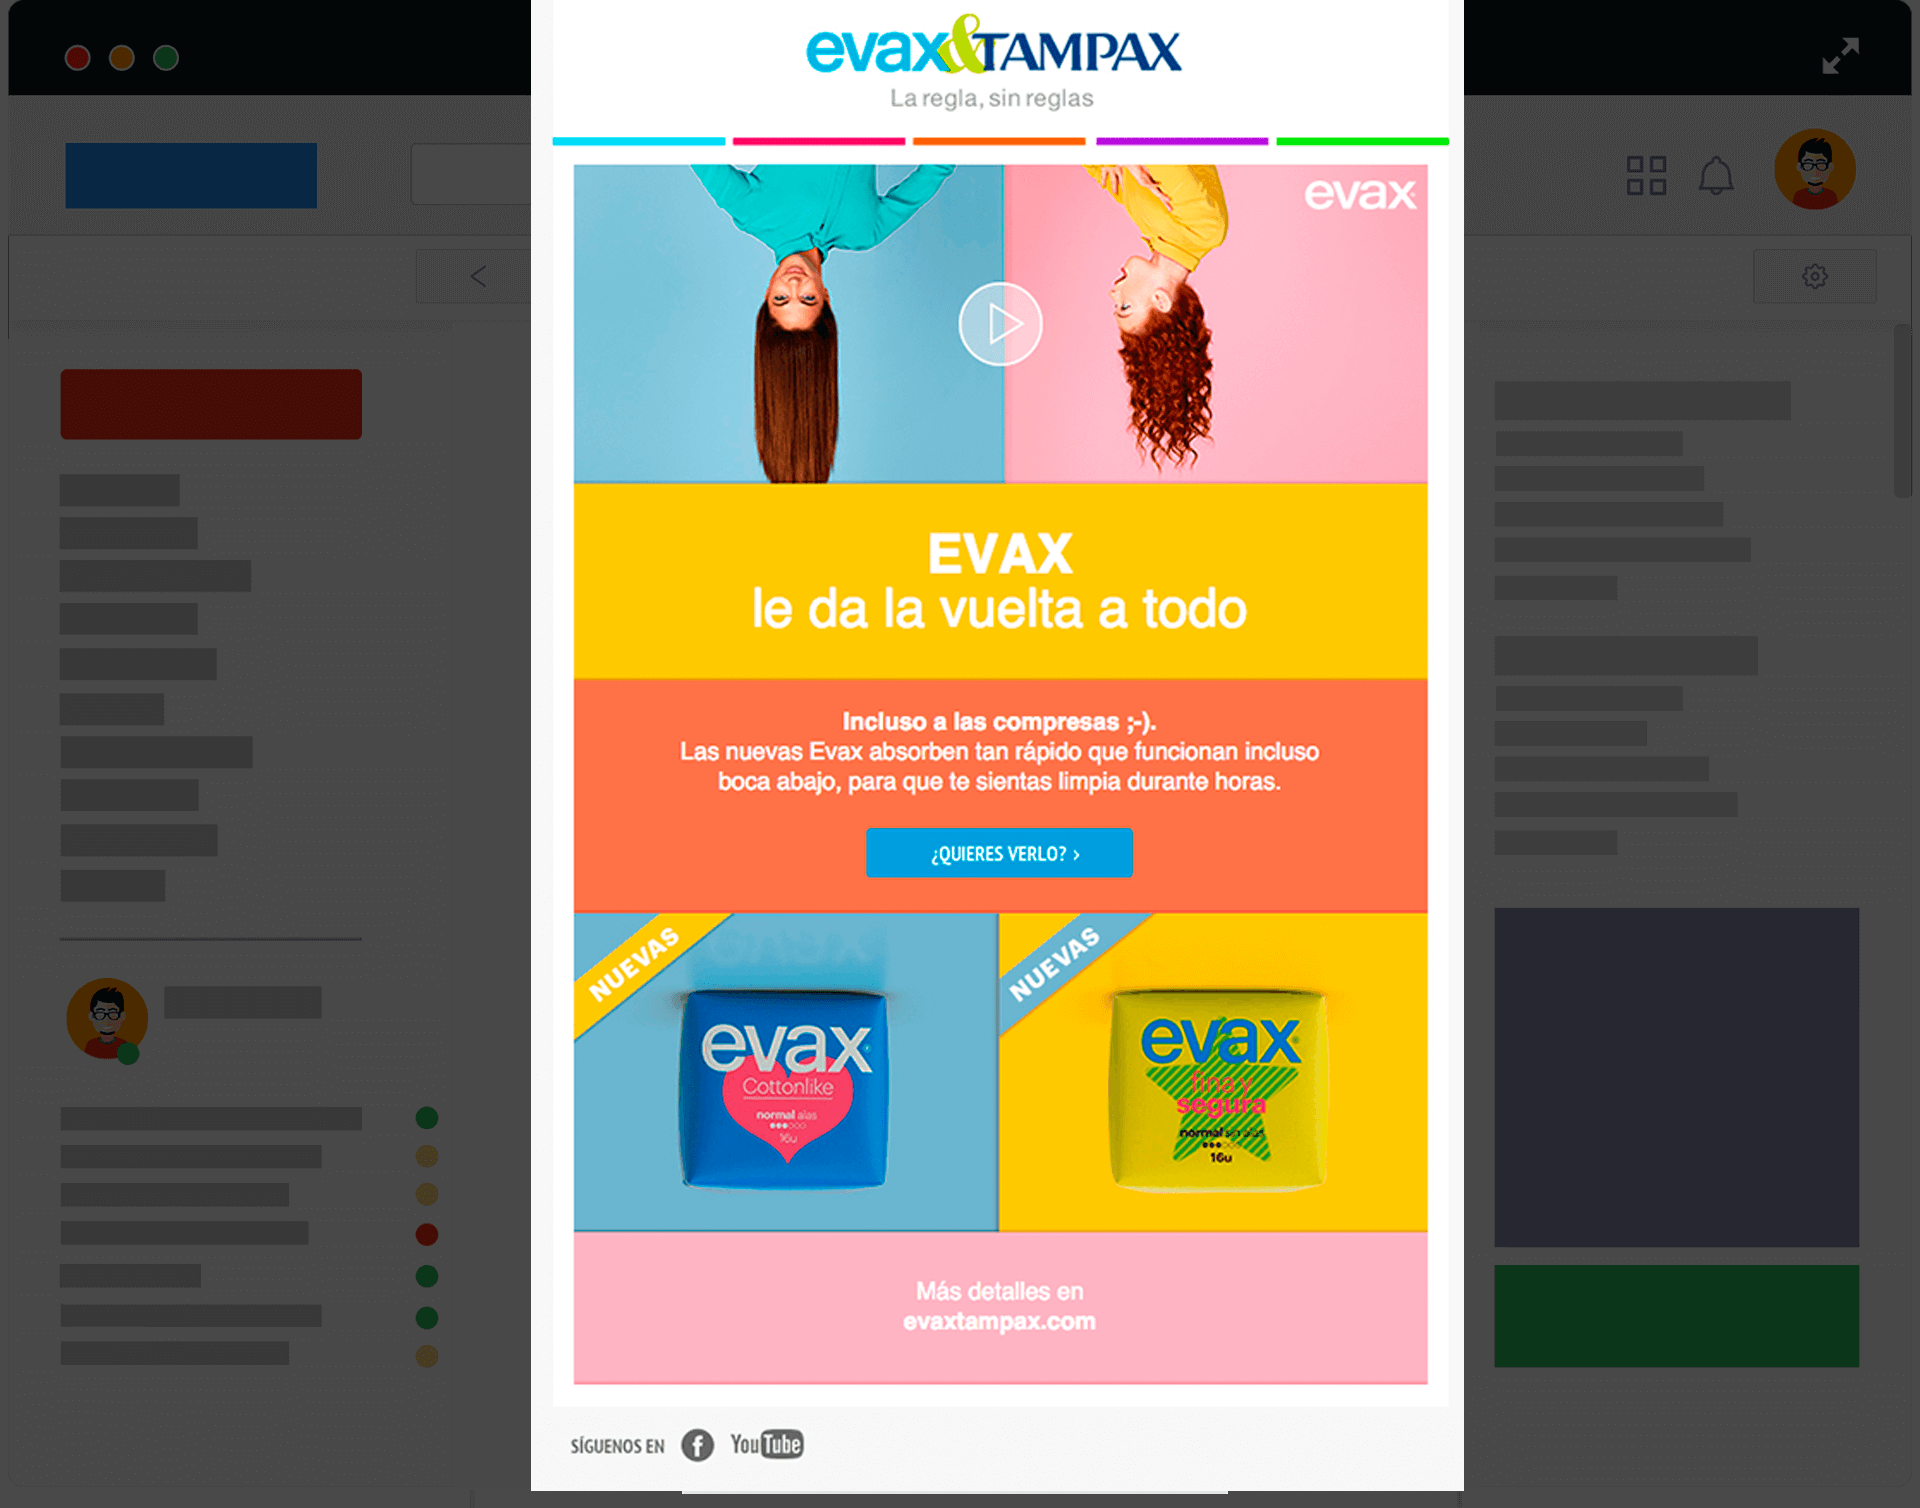 evax&TAMPAX
La regla, sin reglas
evax
EVAX
le da la vuelta a todo
Incluso a las compresas ;-).
Las nuevas Evax absorben tan rápido que funcionan incluso
boca abajo, para que te sientas limpia durante horas.
¿QUIERES VERLO? >
NUEVAS
evax
Cottonlike
normal alas
16u
NUEVAS
evax
fina y
segura
normal sin alas
16u
Más detalles en
evaxtampax.com
SÍGUENOS EN f YouTube